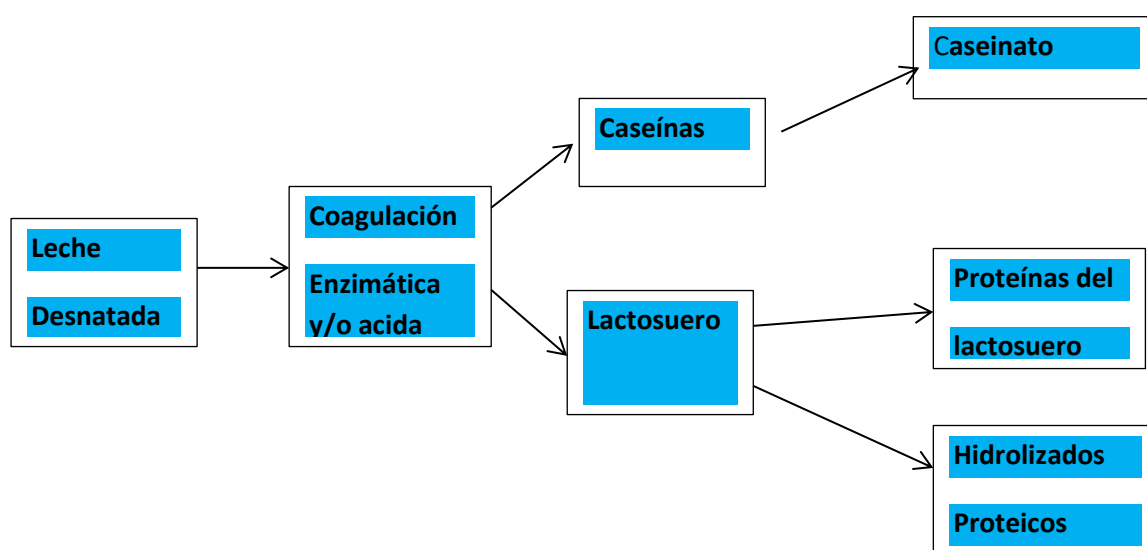 Leche
Desnatada
Coagulación
Enzimática
y/o acida
Caseínas
Caseinato
Lactosuero
Proteínas del
lactosuero
Hidrolizados
Proteicos